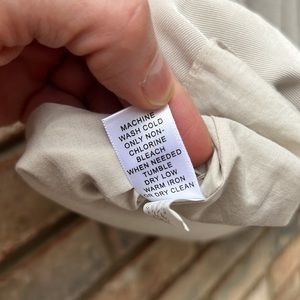 MACHINE
WASH COLD
ONLY NON-
CHLORINE
BLEACH
WHEN NEEDED
TUMBLE
DRY LOW
WARM IRON
OR DRY CLEAN